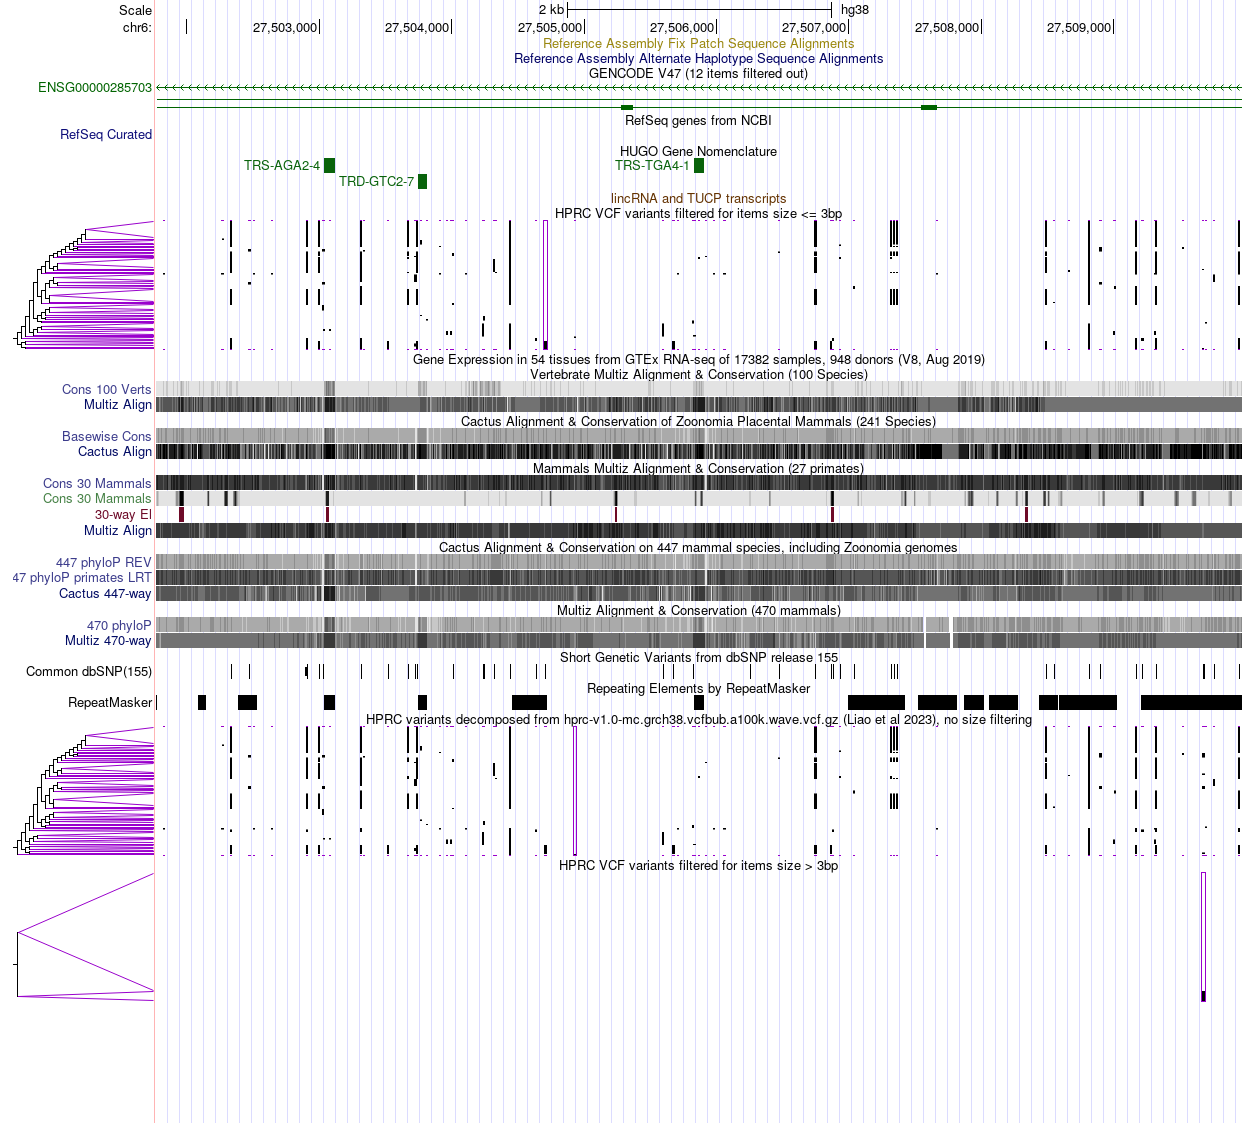 Scale 2 kb hg38
chr6: 27,503,000 27,504,000 27,505,000 27,506,000 27,507,000 27,508,000 27,509,000
Reference Assembly Fix Patch Sequence Alignments
Reference Assembly Alternate Haplotype Sequence Alignments
GENCODE V47 (12 items filtered out)
ENSG00000285703
RefSeq genes from NCBI
RefSeq Curated
HUGO Gene Nomenclature
TRS-AGA2-4 TRS-TGA4-1
TRD-GTC2-7
lincRNA and TUCP transcripts
HPRC VCF variants filtered for items size <= 3bp
Gene Expression in 54 tissues from GTEx RNA-seq of 17382 samples, 948 donors (V8, Aug 2019)
Vertebrate Multiz Alignment & Conservation (100 Species)
Cons 100 Verts
Multiz Align
Cactus Alignment & Conservation of Zoonomia Placental Mammals (241 Species)
Basewise Cons
Cactus Align
Mammals Multiz Alignment & Conservation (27 primates)
Cons 30 Mammals
Cons 30 Mammals
30-way El
Multiz Align
Cactus Alignment & Conservation on 447 mammal species, including Zoonomia genomes
447 phyloP REV
47 phyloP primates LRT
Cactus 447-way
Multiz Alignment & Conservation (470 mammals)
470 phyloP
Multiz 470-way
Short Genetic Variants from dbSNP release 155
Common dbSNP(155)
Repeating Elements by RepeatMasker
RepeatMasker
HPRC variants decomposed from hprc-v1.0-mc.grch38.vcfbub.a100k.wave.vcf.gz (Liao et al 2023), no size filtering
HPRC VCF variants filtered for items size > 3bp